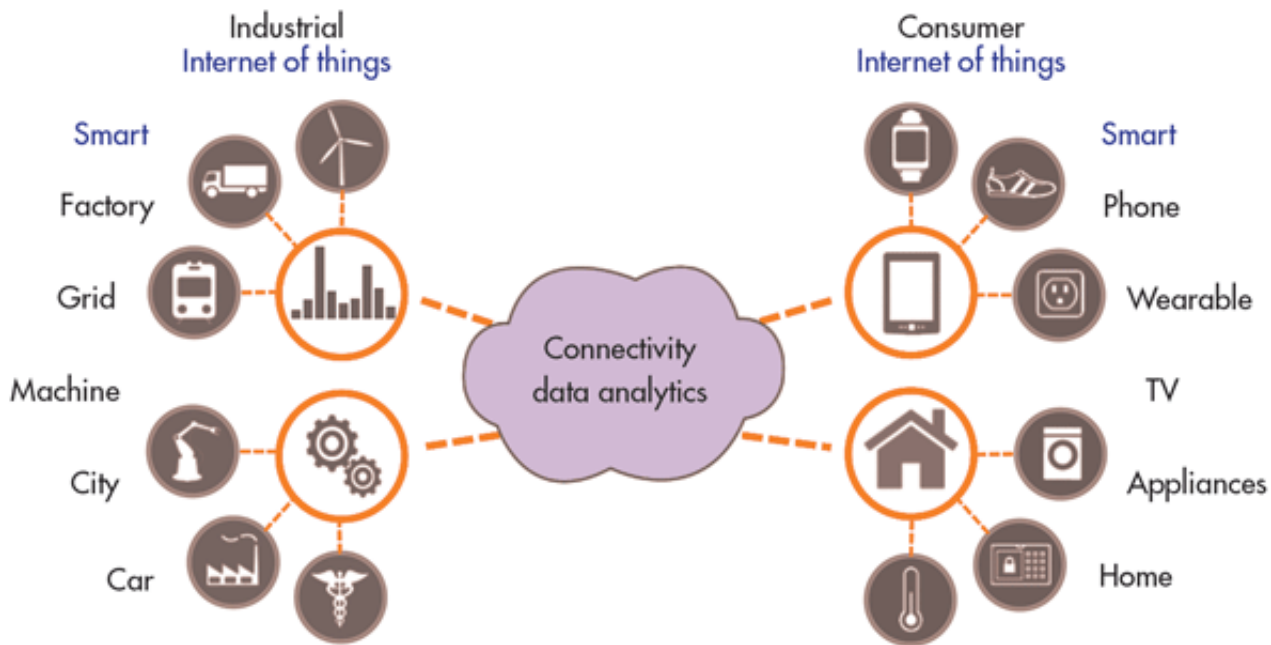 Industrial
Internet of things
Consumer
Internet of things
Smart
Factory
Grid
Machine
City
Car
Connectivity
data analytics
Smart
Phone
Wearable
TV
Appliances
Home